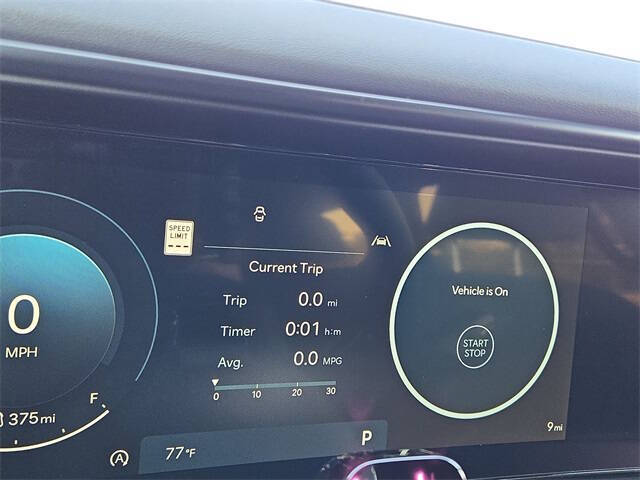 SPEED
LIMIT
---
Current Trip
Trip 0.0 mi
Timer 0:01 h:m
Avg. 0.0 MPG
0 10 20 30
0
MPH
375 mi
F
A
77°F
P
Vehicle is On
START
STOP
9 mi